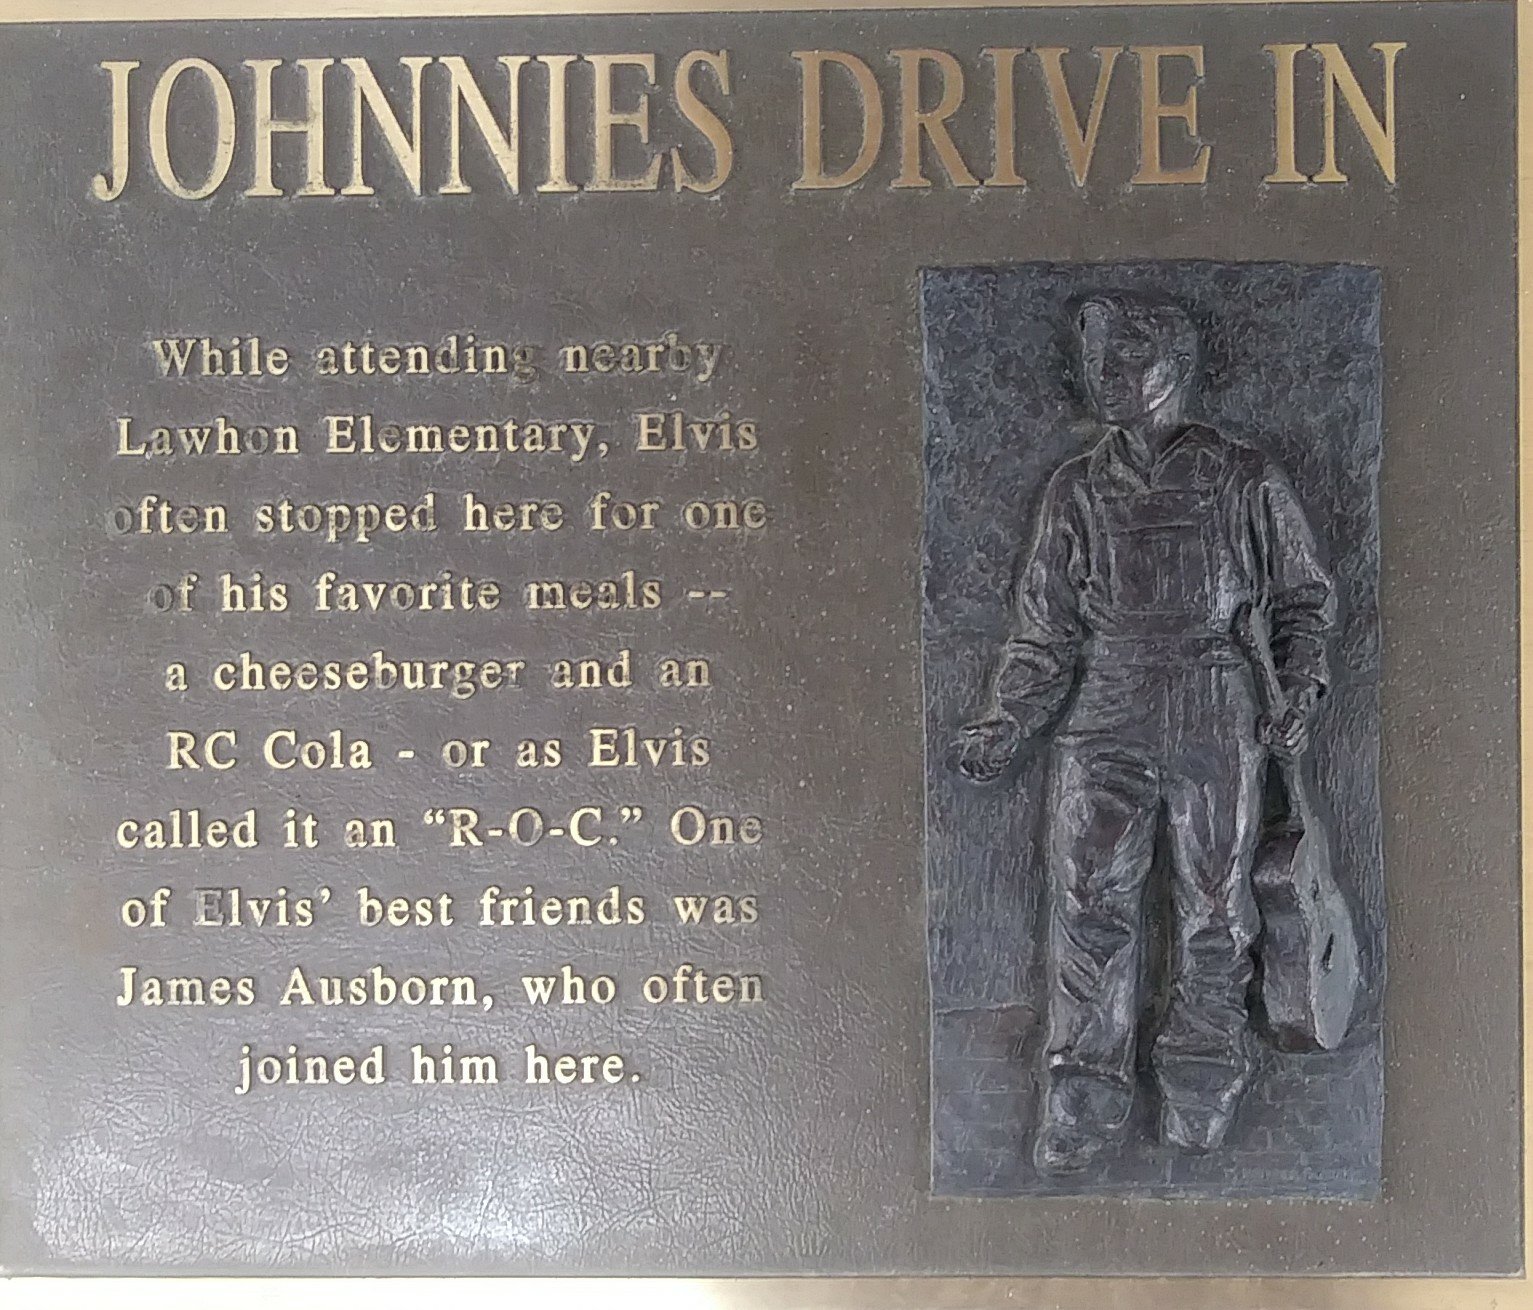 JOHNNIES DRIVE IN
While attending nearby
Lawhon Elementary, Elvis
often stopped here for one
of his favorite meals --
a cheeseburger and an
RC Cola - or as Elvis
called it an “R-O-C.” One
of Elvis’ best friends was
James Ausborn, who often
joined him here.